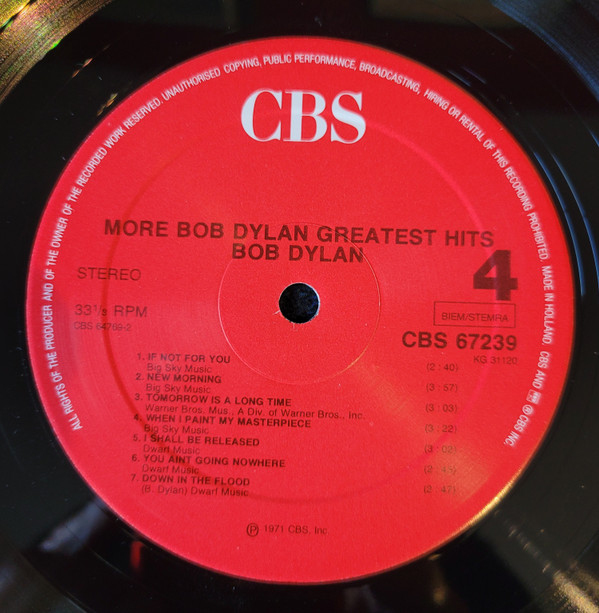 ALL RIGHTS OF THE PRODUCER AND OF THE OWNER OF THE RECORDED WORK RESERVED. UNAUTHORISED COPYING, PUBLIC PERFORMANCE, BROADCASTING, HIRING OR RENTAL OF THIS RECORDING PROHIBITED. MADE IN HOLLAND. CBS AND ℗ CBS INC.
CBS
MORE BOB DYLAN GREATEST HITS
BOB DYLAN
STEREO
4
33⅓ RPM
BIEM/STEMRA
CBS 64769-2
CBS 67239
KG 31120
1. IF NOT FOR YOU (2:40)
Big Sky Music
2. NEW MORNING (3:57)
Big Sky Music
3. TOMORROW IS A LONG TIME (3:03)
Warner Bros. Mus., A Div. of Warner Bros., Inc.
4. WHEN I PAINT MY MASTERPIECE (3:22)
Big Sky Music
5. I SHALL BE RELEASED (3:02)
Dwarf Music
6. YOU AINT GOING NOWHERE
Dwarf Music
7. DOWN IN THE FLOOD (2:47)
(B. Dylan) Dwarf Music
℗ 1971 CBS, Inc.